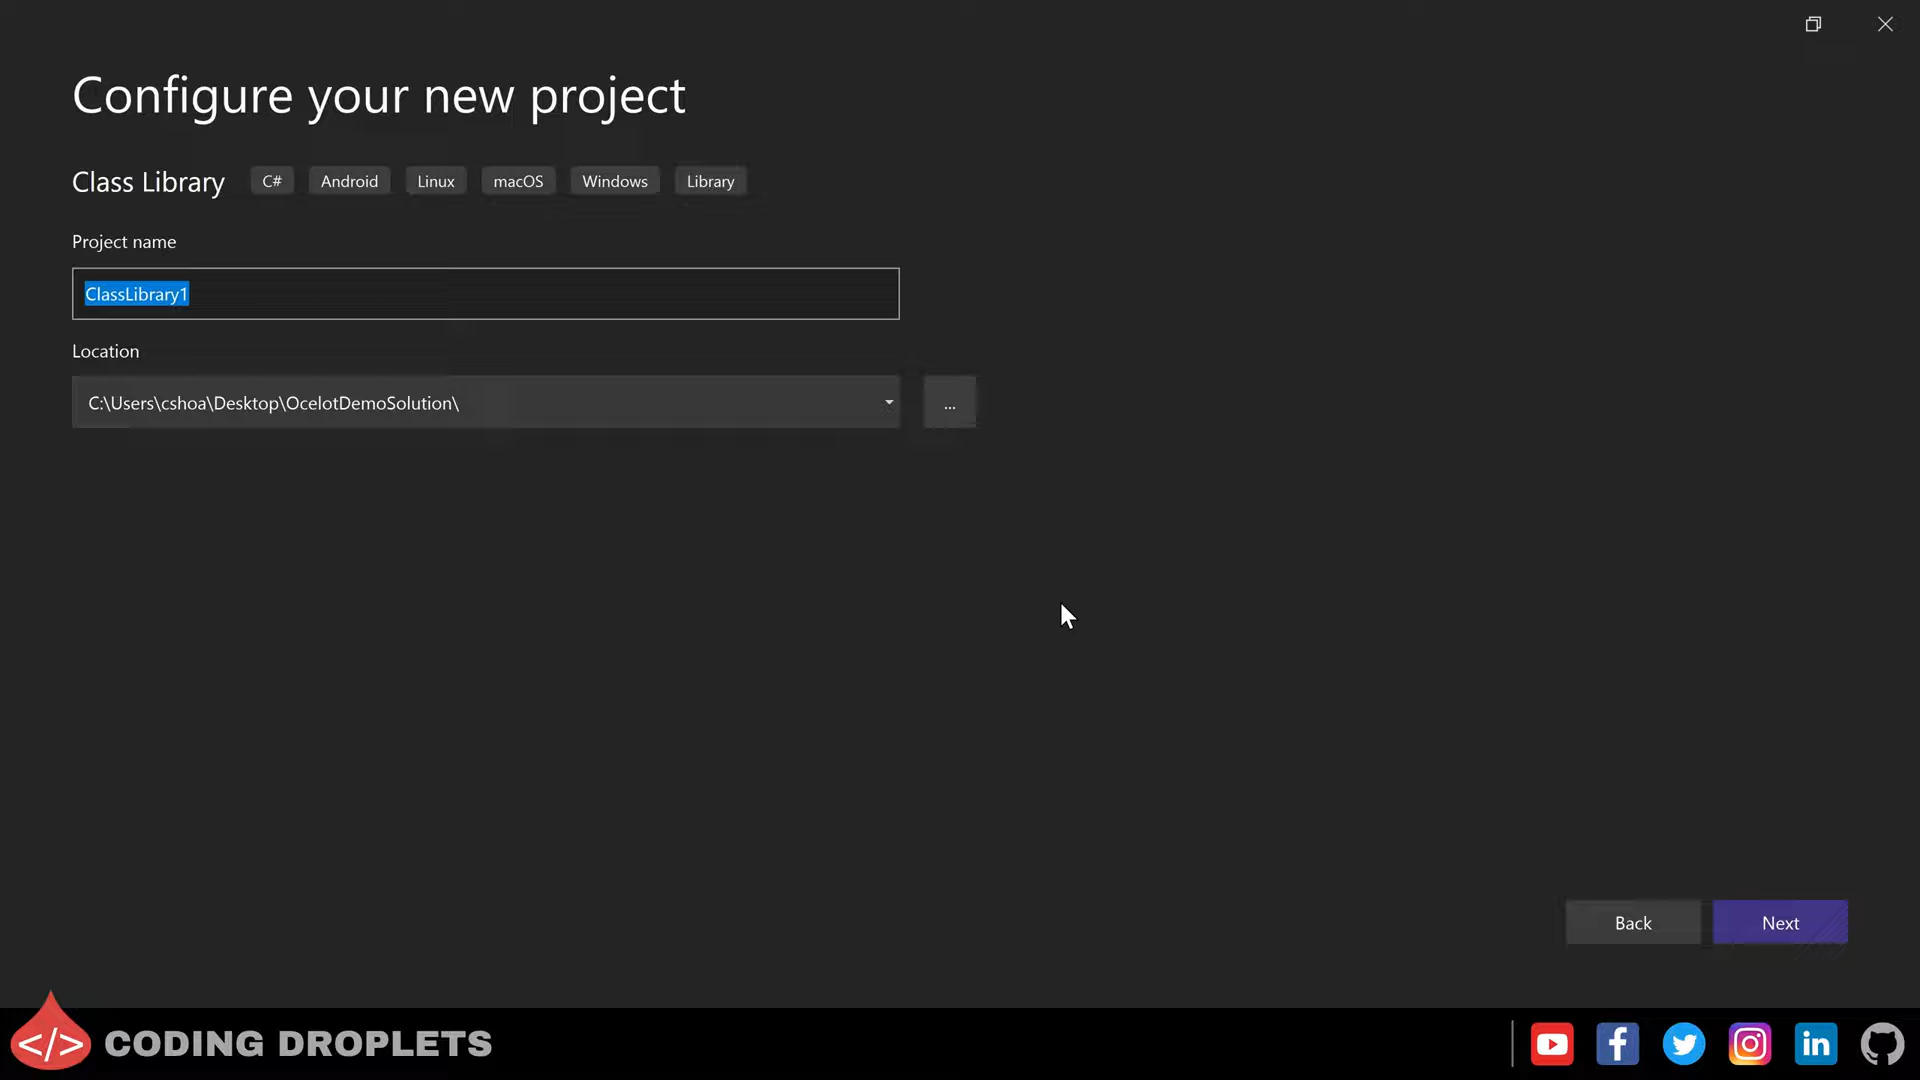 Configure your new project
Class Library C# Android Linux macOS Windows Library
Project name
ClassLibrary1
Location
C:\Users\cshoa\Desktop\OcelotDemoSolution\ ...
Back Next
</> CODING DROPLETS in